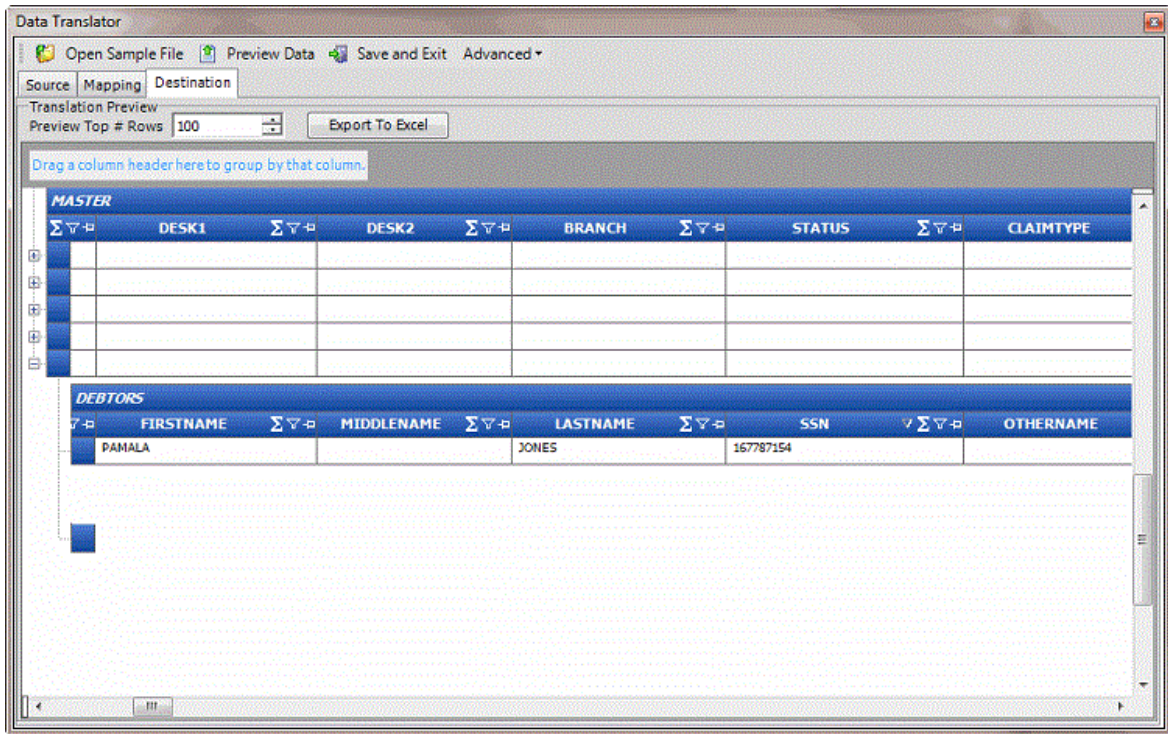 Data Translator
Open Sample File Preview Data Save and Exit Advanced
Source Mapping Destination
Translation Preview
Preview Top # Rows 100 Export To Excel
Drag a column header here to group by that column.
MASTER
DESK1 DESK2 BRANCH STATUS CLAIMTYPE
DEBTORS
FIRSTNAME MIDDLENAME LASTNAME SSN OTHERNAME
PAMALA JONES 167787154